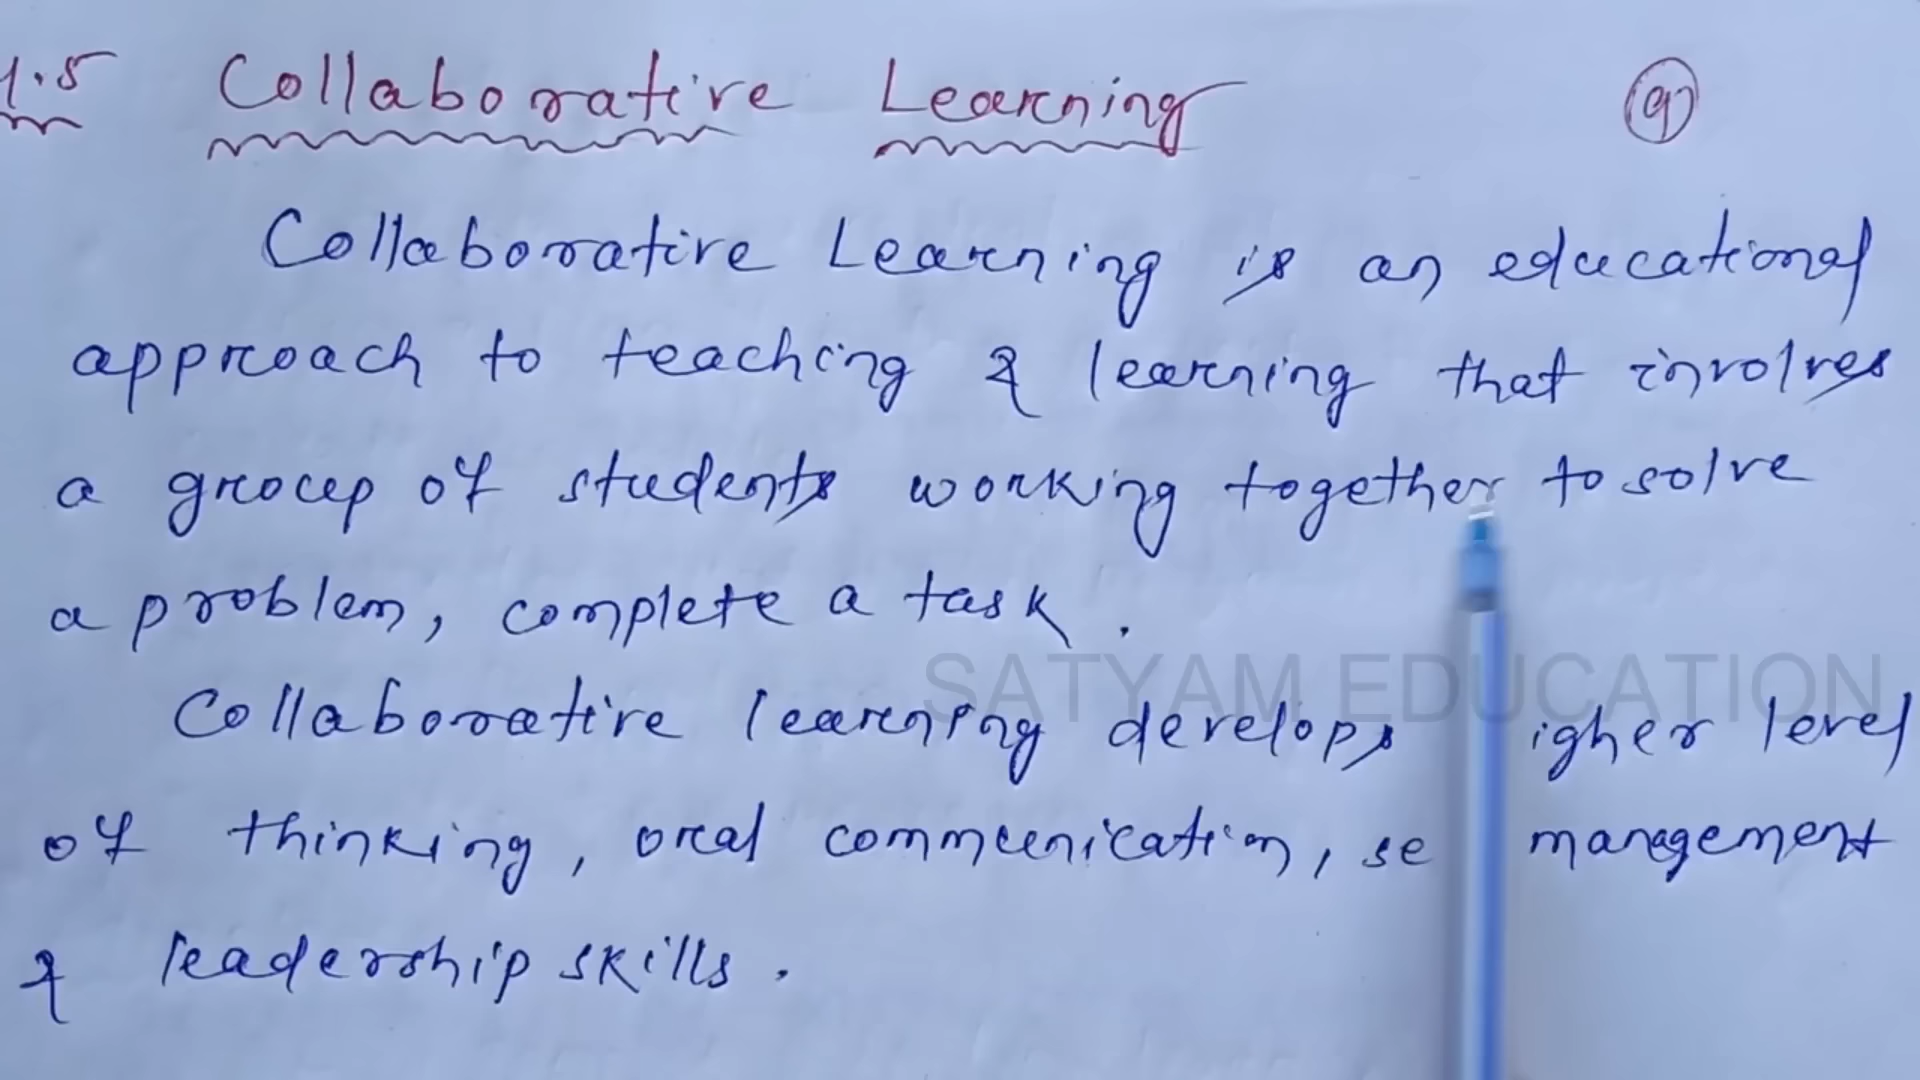 1.5 Collaborative Learning 9
Collaborative Learning is an educational
approach to teaching & learning that involves
a group of students working together to solve
a problem, complete a task.
SATYAM EDUCATION
Collaborative learning develops igher level
of thinking, oral communication, se management
& leadership skills.